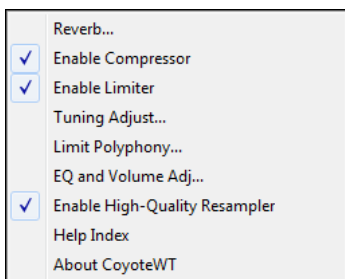 Reverb...
Enable Compressor
Enable Limiter
Tuning Adjust...
Limit Polyphony...
EQ and Volume Adj...
Enable High-Quality Resampler
Help Index
About CoyoteWT